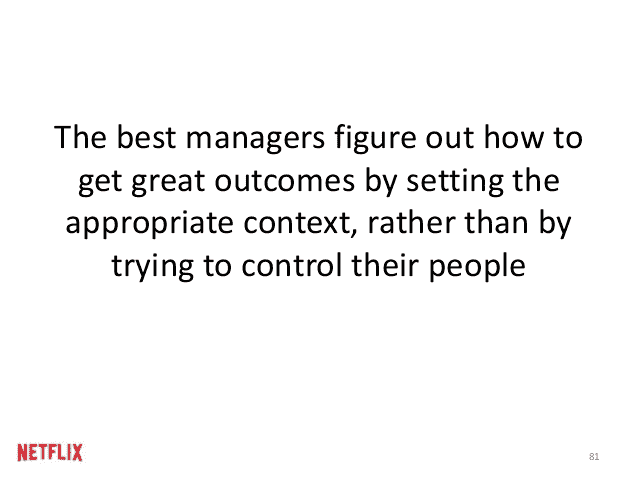 The best managers figure out how to
get great outcomes by setting the
appropriate context, rather than by
trying to control their people
NETFLIX
81